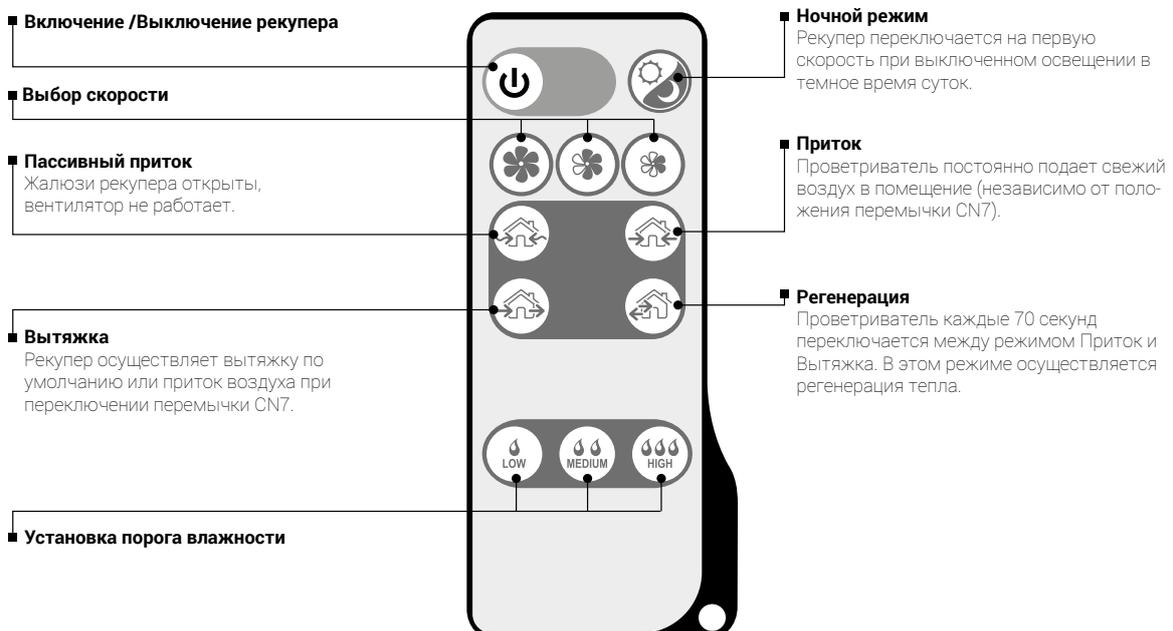 Включение /Выключение рекупера
Выбор скорости
Пассивный приток
Жалюзи рекупера открыты,
вентилятор не работает.
Вытяжка
Рекупер осуществляет вытяжку по
умолчанию или приток воздуха при
переключении перемычки CN7.
Установка порога влажности
LOW
MEDIUM
HIGH
Ночной режим
Рекупер переключается на первую
скорость при выключенном освещении в
темное время суток.
Приток
Проветриватель постоянно подает свежий
воздух в помещение (независимо от поло-
жения перемычки CN7).
Регенерация
Проветриватель каждые 70 секунд
переключается между режимом Приток и
Вытяжка. В этом режиме осуществляется
регенерация тепла.